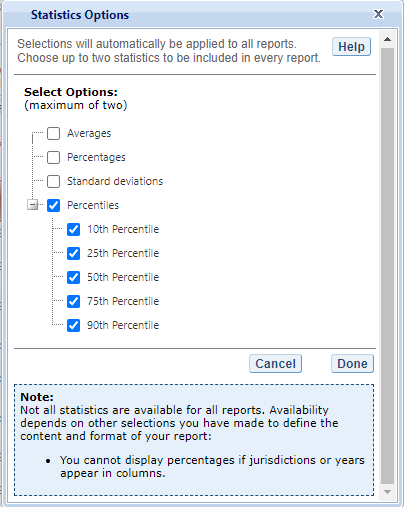 Statistics Options
Selections will automatically be applied to all reports.
Choose up to two statistics to be included in every report.
Help
Select Options:
(maximum of two)
Averages
Percentages
Standard deviations
Percentiles
10th Percentile
25th Percentile
50th Percentile
75th Percentile
90th Percentile
Cancel
Done
Note:
Not all statistics are available for all reports. Availability
depends on other selections you have made to define the
content and format of your report:
• You cannot display percentages if jurisdictions or years
appear in columns.